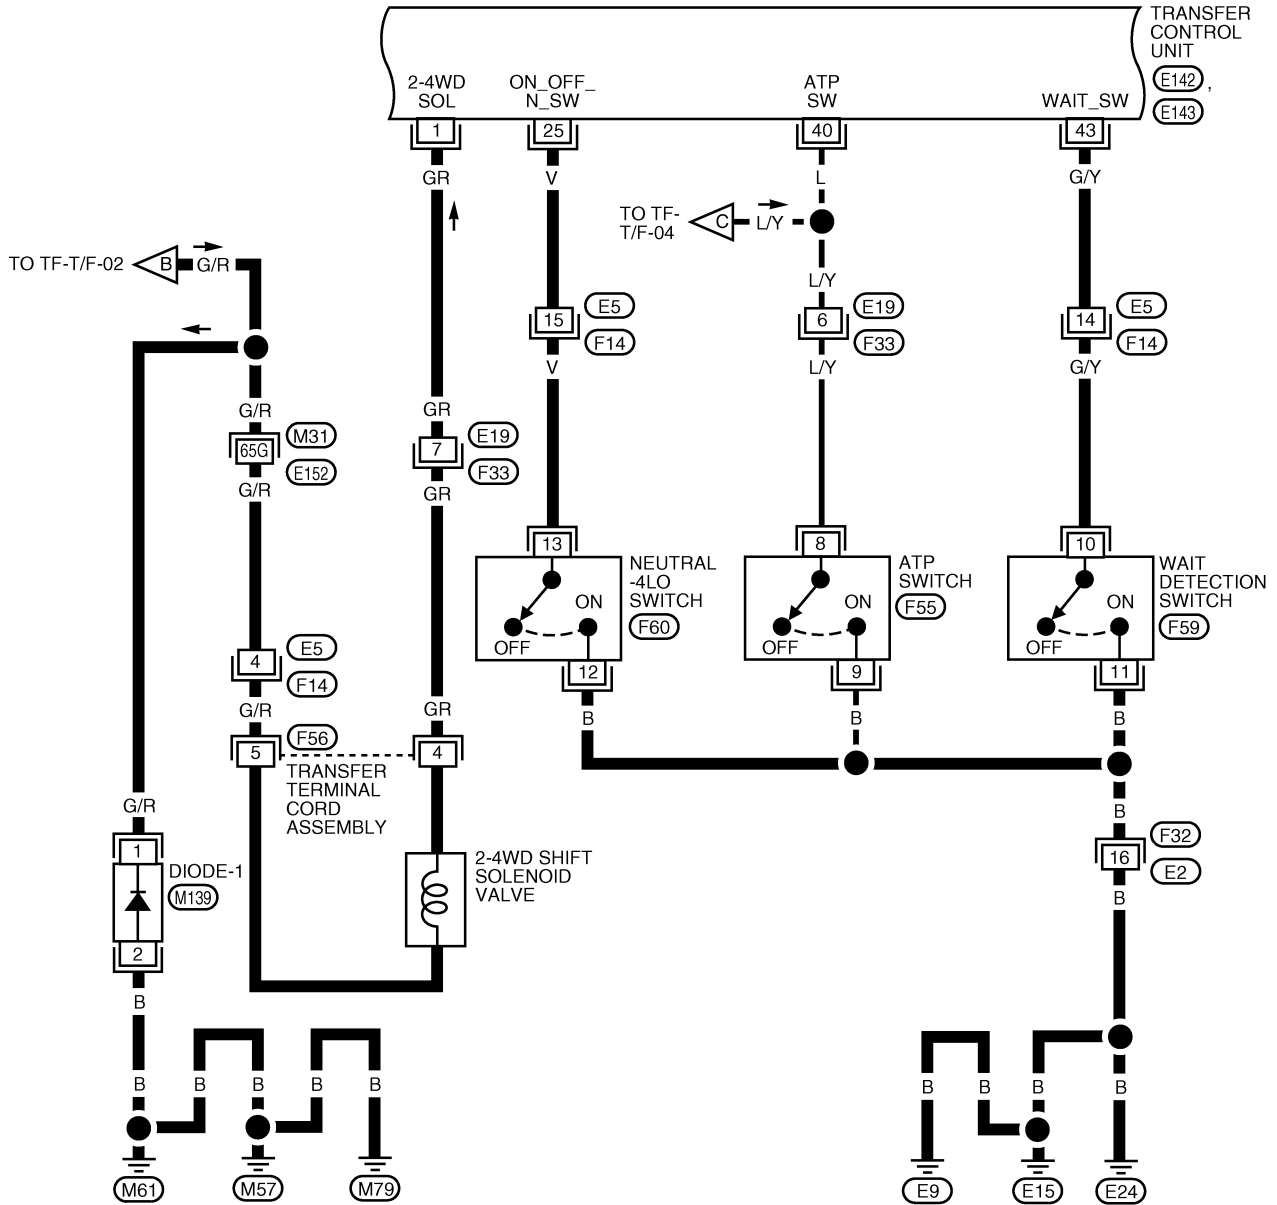 TRANSFER
CONTROL
UNIT
E142 ,
E143
2-4WD
SOL
ON_OFF_
N_SW
ATP
SW
WAIT_SW
1
25
40
43
GR
V
L
G/Y
TO TF-
T/F-04
C
L/Y
TO TF-T/F-02
B
G/R
L/Y
15
E5
F14
6
E19
F33
14
E5
F14
V
L/Y
G/Y
G/R
M31
65G
E152
G/R
GR
E19
7
F33
GR
13
8
10
NEUTRAL
-4LO
SWITCH
F60
ON
OFF
ATP
SWITCH
F55
ON
OFF
WAIT
DETECTION
SWITCH
F59
ON
OFF
12
9
11
E5
4
F14
G/R
GR
B
B
B
F56
5
4
TRANSFER
TERMINAL
CORD
ASSEMBLY
G/R
1
DIODE-1
M139
2
2-4WD SHIFT
SOLENOID
VALVE
B
F32
16
E2
B
B
B
B
B
B
B
B
B
B
B
M61
M57
M79
E9
E15
E24